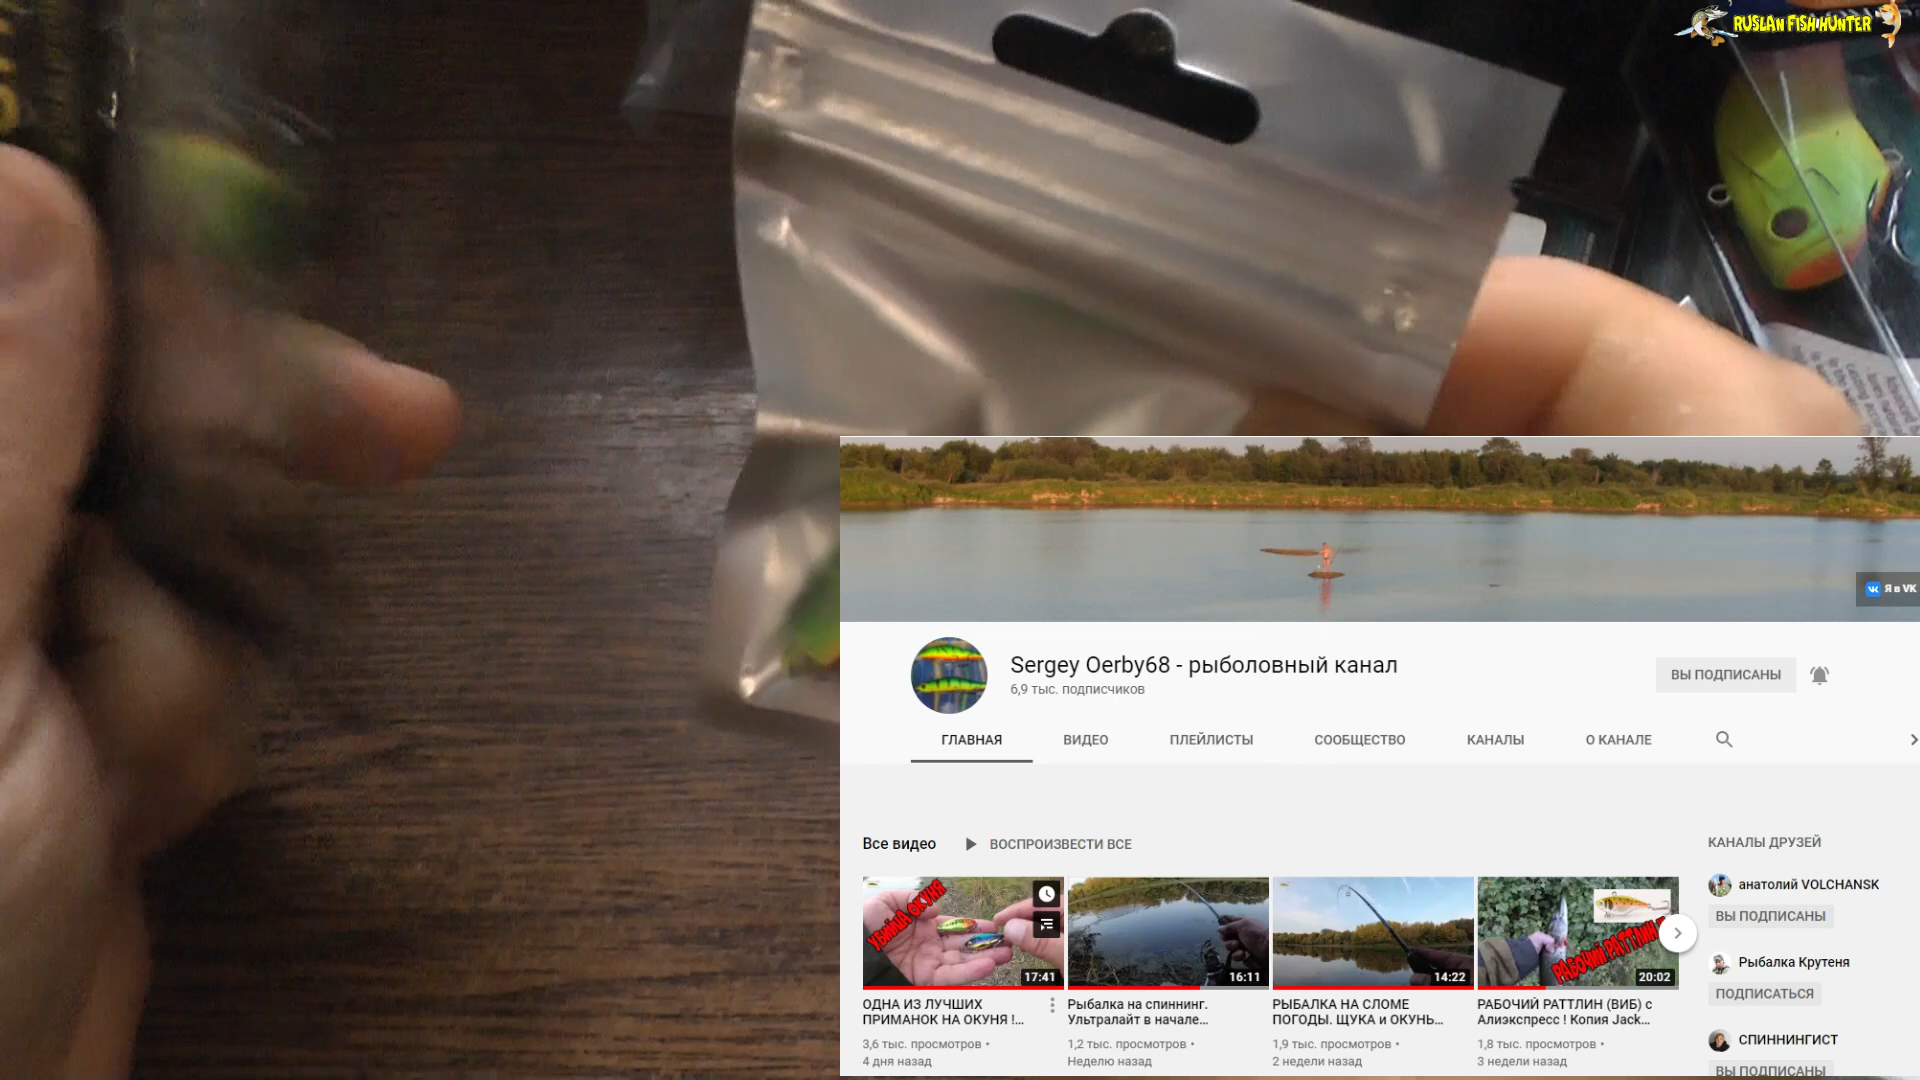 RUSLAN FISH HUNTER
Я в VK
Sergey Oerby68 - рыболовный канал
6,9 тыс. подписчиков
ВЫ ПОДПИСАНЫ
ГЛАВНАЯ
ВИДЕО
ПЛЕЙЛИСТЫ
СООБЩЕСТВО
КАНАЛЫ
О КАНАЛЕ
Все видео
ВОСПРОИЗВЕСТИ ВСЕ
УБИЙЦА ОКУНЯ
17:41
ОДНА ИЗ ЛУЧШИХ
ПРИМАНОК НА ОКУНЯ !...
3,6 тыс. просмотров •
4 дня назад
16:11
Рыбалка на спиннинг.
Ультралайт в начале...
1,2 тыс. просмотров •
Неделю назад
14:22
РЫБАЛКА НА СЛОМЕ
ПОГОДЫ. ЩУКА и ОКУНЬ...
1,9 тыс. просмотров •
2 недели назад
РАБОЧИЙ РАТТЛИН
20:02
РАБОЧИЙ РАТТЛИН (ВИБ) с
Алиэкспресс ! Копия Jack...
1,8 тыс. просмотров •
3 недели назад
КАНАЛЫ ДРУЗЕЙ
анатолий VOLCHANSK
ВЫ ПОДПИСАНЫ
Рыбалка Крутеня
ПОДПИСАТЬСЯ
СПИННИНГИСТ
ВЫ ПОДПИСАНЫ